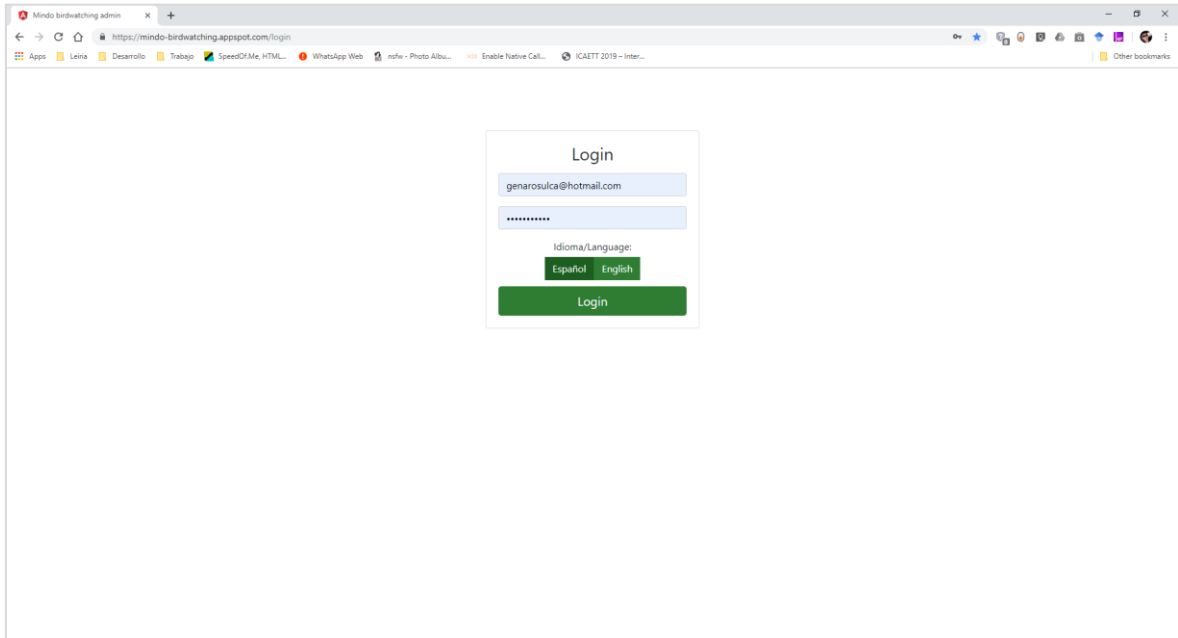 Mindo birdwatching admin
https://mindo-birdwatching.appspot.com/login
Apps Leiria Desarrollo Trabajo SpeedOf.Me, HTML... WhatsApp Web nsfw - Photo Albu... Enable Native Call... ICAETT 2019 – Inter... Other bookmarks
Login
genarosulca@hotmail.com
•••••••••••
Idioma/Language:
Español English
Login